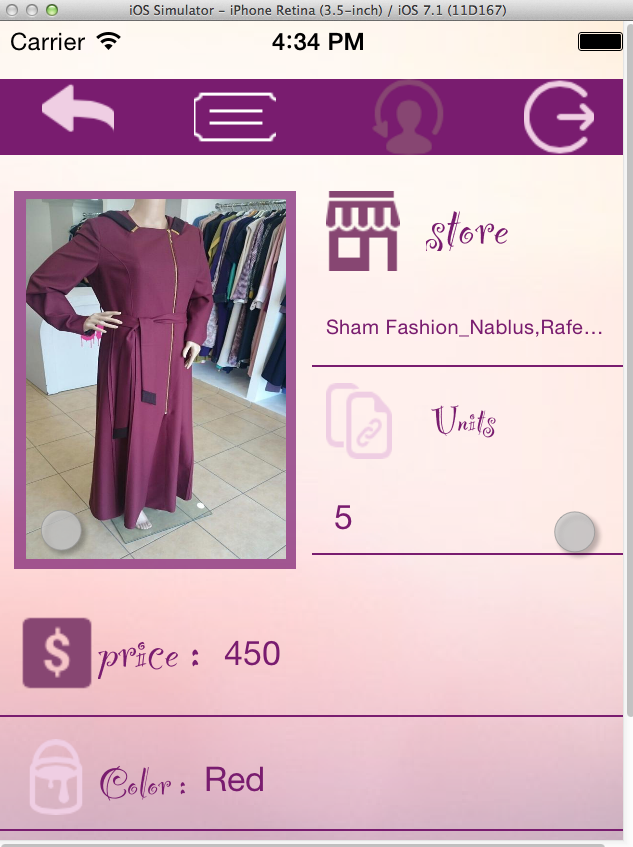 iOS Simulator – iPhone Retina (3.5-inch) / iOS 7.1 (11D167)
Carrier 4:34 PM
store
Sham Fashion_Nablus,Rafe...
Units
5
$ price : 450
Color : Red